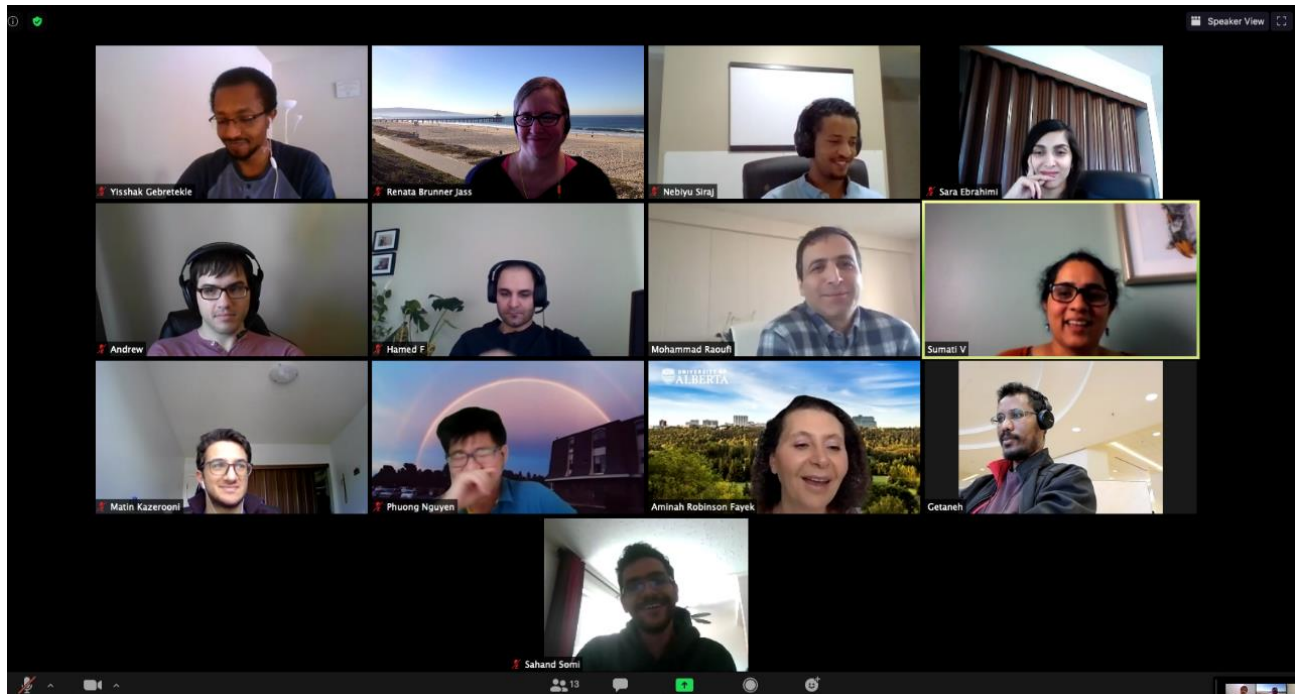 Speaker View
Yisshak Gebretekle
Renata Brunner Jass
Nebiyu Siraj
Sara Ebrahimi
Andrew
Hamed F
Mohammad Raoufi
Sumati V
UNIVERSITY OF
ALBERTA
Matin Kazerooni
Phuong Nguyen
Aminah Robinson Fayek
Getaneh
Sahand Somi
13